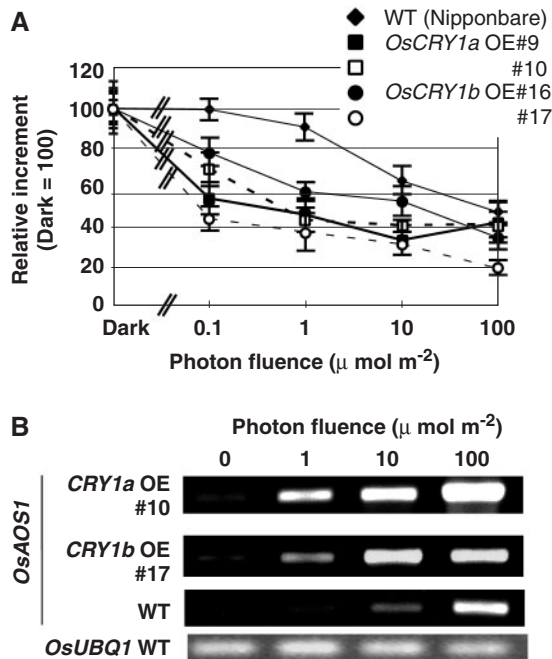 A
WT (Nipponbare)
OsCRY1a OE#9
#10
OsCRY1b OE#16
#17
Relative increment
(Dark = 100)
120
100
80
60
40
20
0
Dark 0.1 1 10 100
Photon fluence (μ mol m-2)
B
Photon fluence (μ mol m-2)
0 1 10 100
OsAOS1
CRY1a OE
#10
CRY1b OE
#17
WT
OsUBQ1 WT